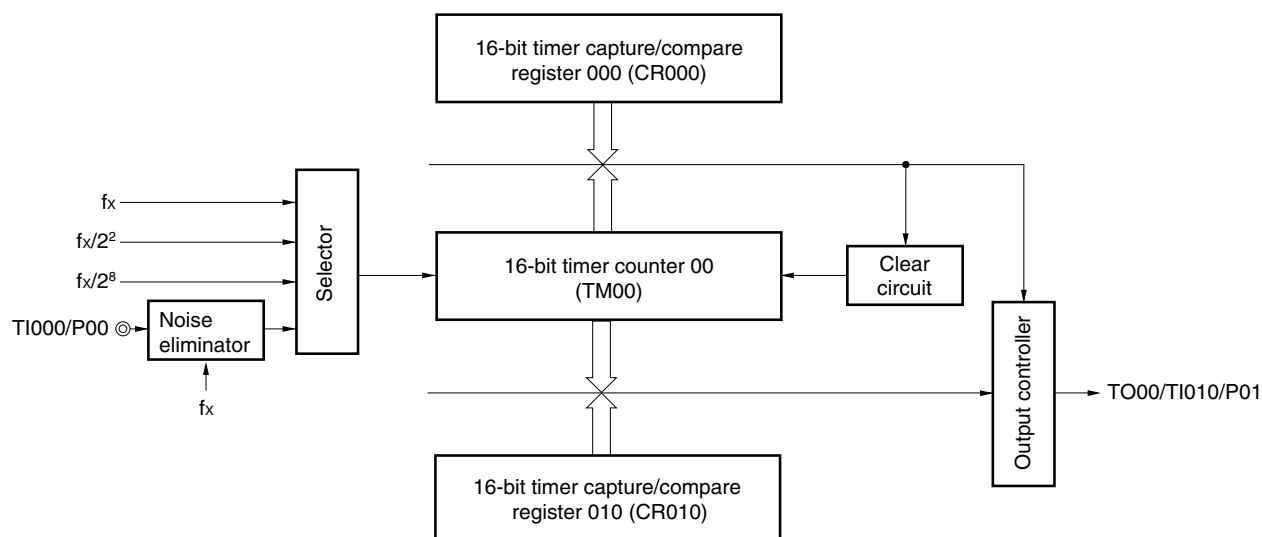 16-bit timer capture/compare
register 000 (CR000)
fx
fx/2²
fx/2⁸
TI000/P00
Noise
eliminator
fx
Selector
16-bit timer counter 00
(TM00)
Clear
circuit
Output controller
TO00/TI010/P01
16-bit timer capture/compare
register 010 (CR010)